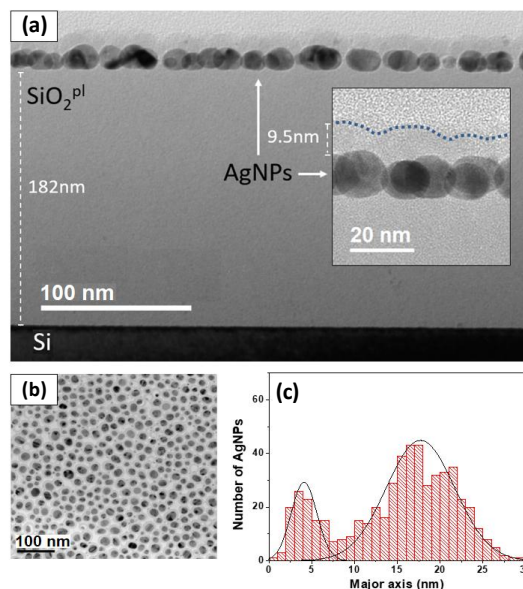 (a)
SiO2pl
9.5nm
AgNPs
182nm
20 nm
100 nm
Si
(b)
100 nm
(c)
Number of AgNPs
60
40
20
0
0 5 10 15 20 25 30
Major axis (nm)